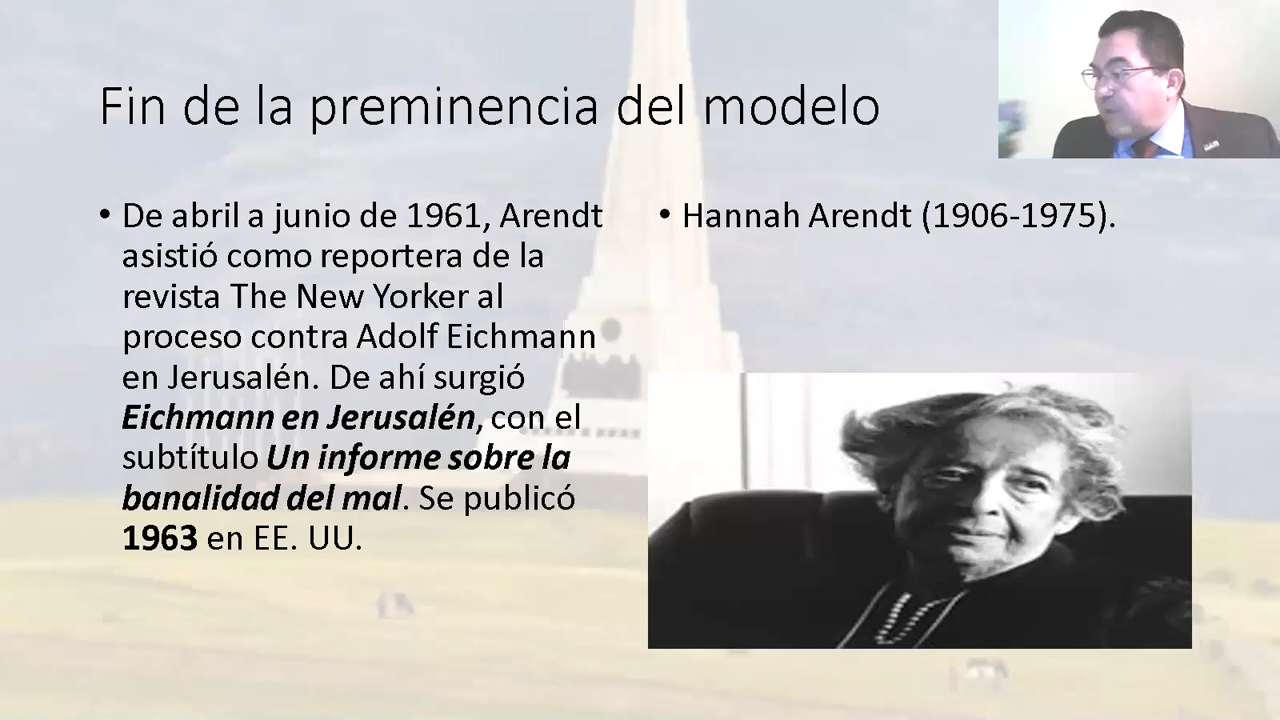 Fin de la preminencia del modelo
• De abril a junio de 1961, Arendt
asistió como reportera de la
revista The New Yorker al
proceso contra Adolf Eichmann
en Jerusalén. De ahí surgió
Eichmann en Jerusalén, con el
subtítulo Un informe sobre la
banalidad del mal. Se publicó
1963 en EE. UU.
• Hannah Arendt (1906-1975).